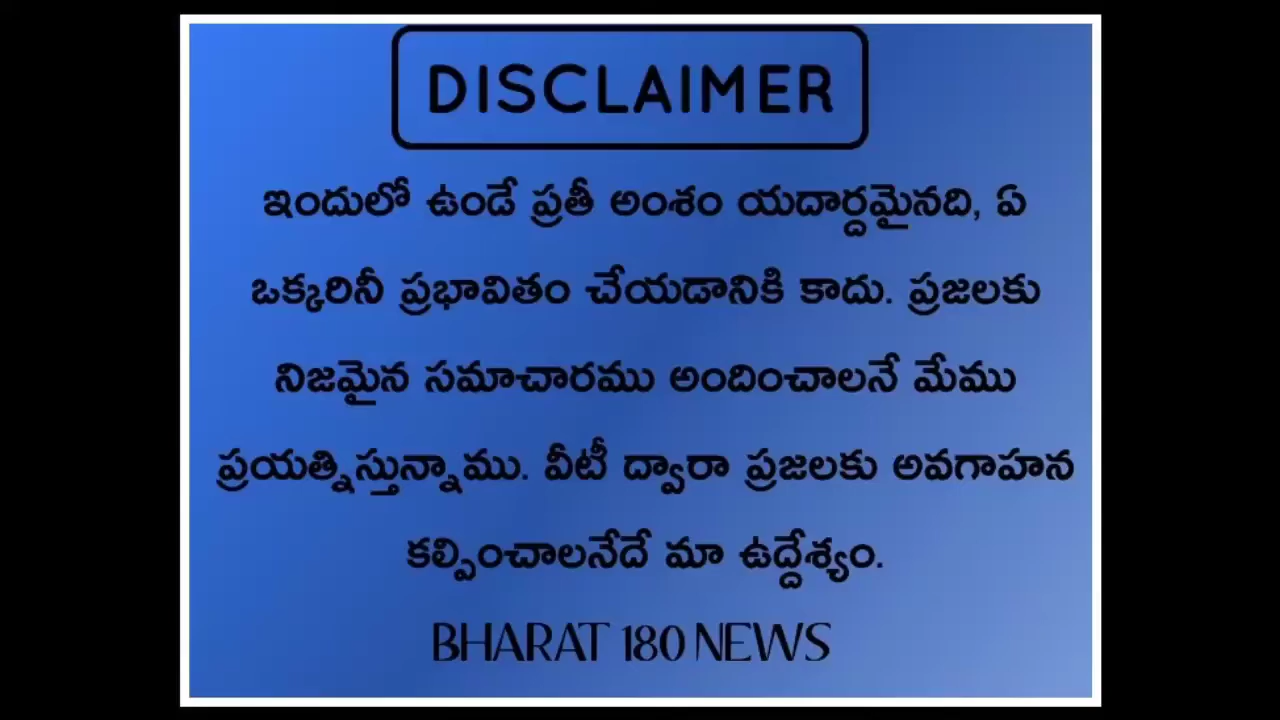 DISCLAIMER
ఇందులో ఉండే ప్రతీ అంశం యదార్దమైనది, ఏ
ఒక్కరినీ ప్రభావితం చేయడానికి కాదు. ప్రజలకు
నిజమైన సమాచారము అందించాలనే మేము
ప్రయత్నిస్తున్నాము. వీటీ ద్వారా ప్రజలకు అవగాహన
కల్పించాలనేదే మా ఉద్దేశ్యం.
BHARAT 180 NEWS